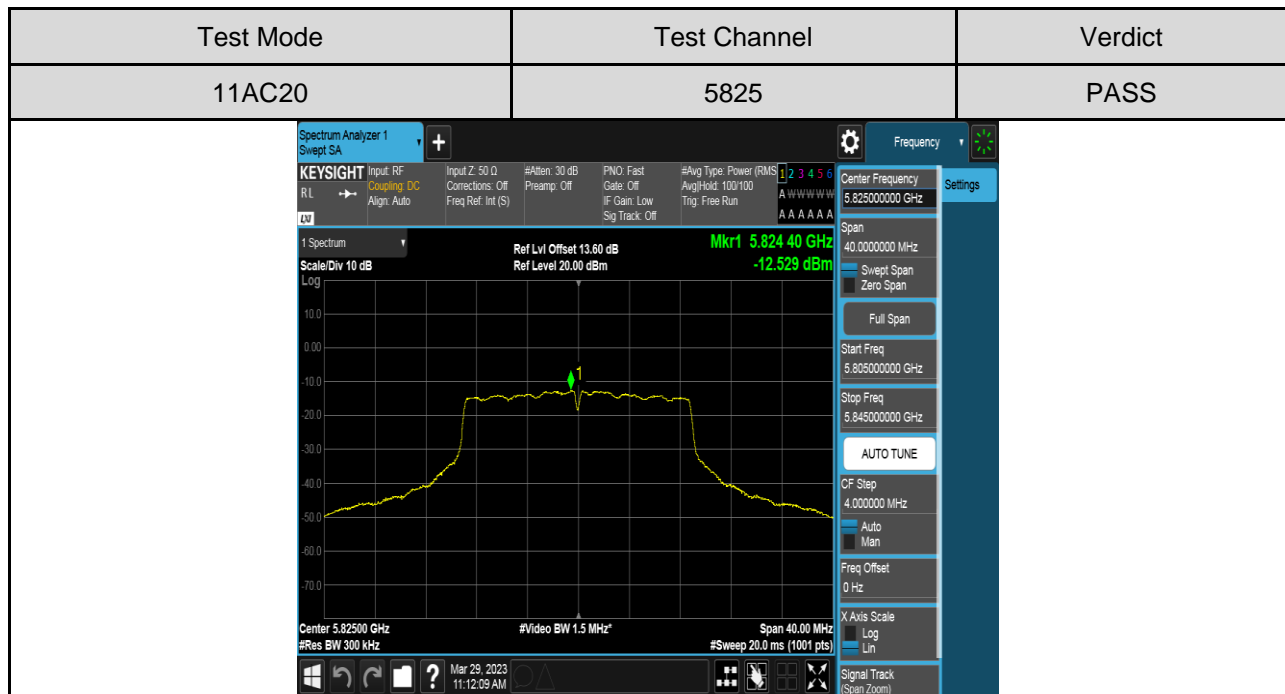 Test Mode Test Channel Verdict
11AC20 5825 PASS
Spectrum Analyzer 1
Swept SA
+
Frequency
KEYSIGHT Input: RF Input Z: 50 Ω #Atten: 30 dB PNO: Fast #Avg Type: Power (RMS 1 2 3 4 5 6
R L Coupling: DC Corrections: Off Preamp: Off Gate: Off Avg|Hold: 100/100 A W W W W W
Align: Auto Freq Ref: Int (S) IF Gain: Low Trig: Free Run
LXI Sig Track: Off A A A A A A
1 Spectrum Ref Lvl Offset 13.60 dB Mkr1 5.824 40 GHz
Scale/Div 10 dB Ref Level 20.00 dBm -12.529 dBm
Log
10.0
0.00
-10.0
1
-20.0
-30.0
-40.0
-50.0
-60.0
-70.0
Center 5.82500 GHz #Video BW 1.5 MHz* Span 40.00 MHz
#Res BW 300 kHz #Sweep 20.0 ms (1001 pts)
? Mar 29, 2023
11:12:09 AM
Center Frequency
5.825000000 GHz
Settings
Span
40.0000000 MHz
Swept Span
Zero Span
Full Span
Start Freq
5.805000000 GHz
Stop Freq
5.845000000 GHz
AUTO TUNE
CF Step
4.000000 MHz
Auto
Man
Freq Offset
0 Hz
X Axis Scale
Log
Lin
Signal Track
(Span Zoom)